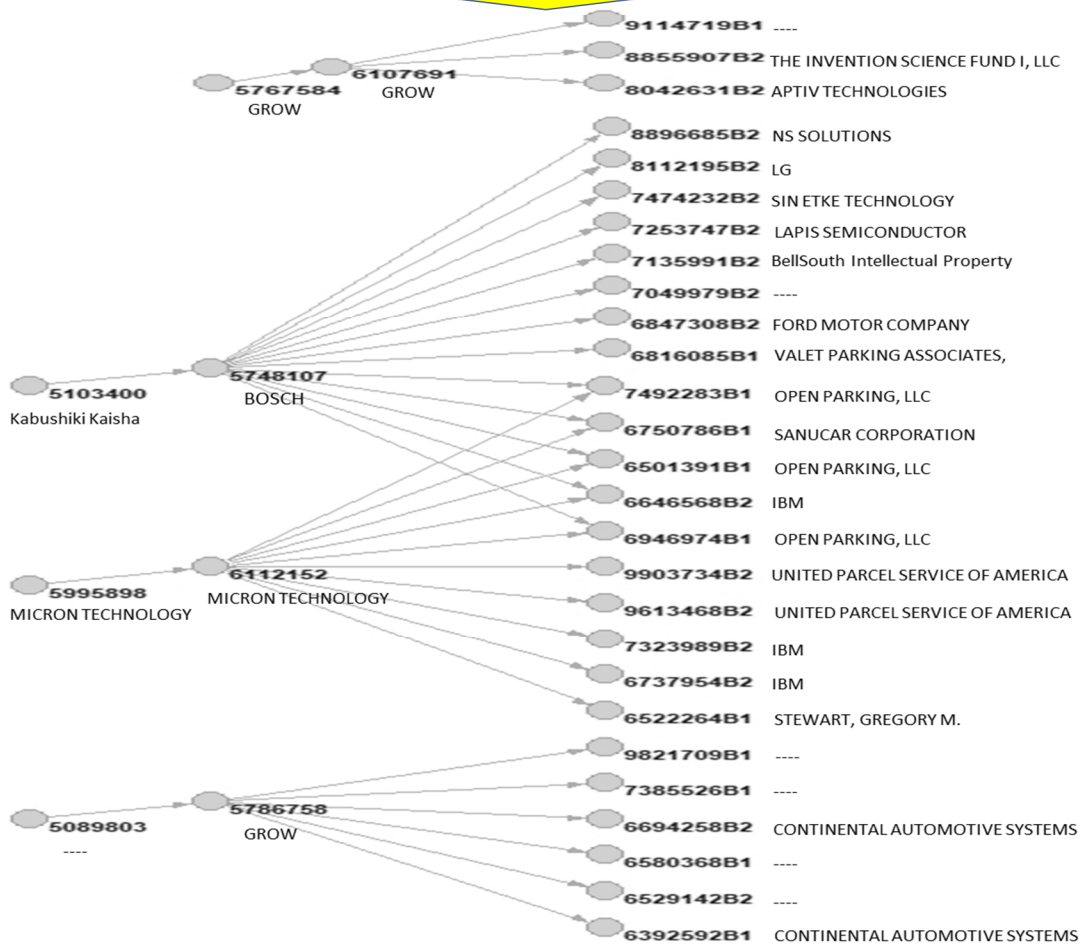 9114719B1 ----
8855907B2 THE INVENTION SCIENCE FUND I, LLC
6107691
GROW
5767584
GROW
8042631B2 APTIV TECHNOLOGIES
8896685B2 NS SOLUTIONS
8112195B2 LG
7474232B2 SIN ETKE TECHNOLOGY
7253747B2 LAPIS SEMICONDUCTOR
7135991B2 BellSouth Intellectual Property
7049979B2 ----
6847308B2 FORD MOTOR COMPANY
6816085B1 VALET PARKING ASSOCIATES,
5748107
BOSCH
5103400
Kabushiki Kaisha
7492283B1 OPEN PARKING, LLC
6750786B1 SANUCAR CORPORATION
6501391B1 OPEN PARKING, LLC
6646568B2 IBM
6946974B1 OPEN PARKING, LLC
6112152
MICRON TECHNOLOGY
5995898
MICRON TECHNOLOGY
9903734B2 UNITED PARCEL SERVICE OF AMERICA
9613468B2 UNITED PARCEL SERVICE OF AMERICA
7323989B2 IBM
6737954B2 IBM
6522264B1 STEWART, GREGORY M.
9821709B1 ----
7385526B1 ----
5786758
GROW
5089803
----
6694258B2 CONTINENTAL AUTOMOTIVE SYSTEMS
6580368B1 ----
6529142B2 ----
6392592B1 CONTINENTAL AUTOMOTIVE SYSTEMS